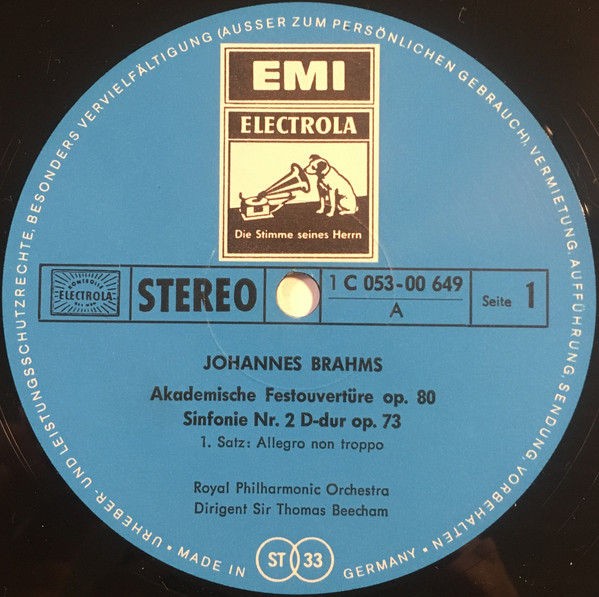 EMI
ELECTROLA
Die Stimme seines Herrn
KONTROLLE
ELECTROLA
STEREO
1 C 053-00 649
A
Seite 1
JOHANNES BRAHMS
Akademische Festouvertüre op. 80
Sinfonie Nr. 2 D-dur op. 73
1. Satz: Allegro non troppo
Royal Philharmonic Orchestra
Dirigent Sir Thomas Beecham
URHEBER- UND LEISTUNGSSCHUTZRECHTE, BESONDERS VERVIELFÄLTIGUNG (AUSSER ZUM PERSÖNLICHEN GEBRAUCH), VERMIETUNG, AUFFÜHRUNG, SENDUNG, VORBEHALTEN •
• MADE IN GERMANY •
ST 33